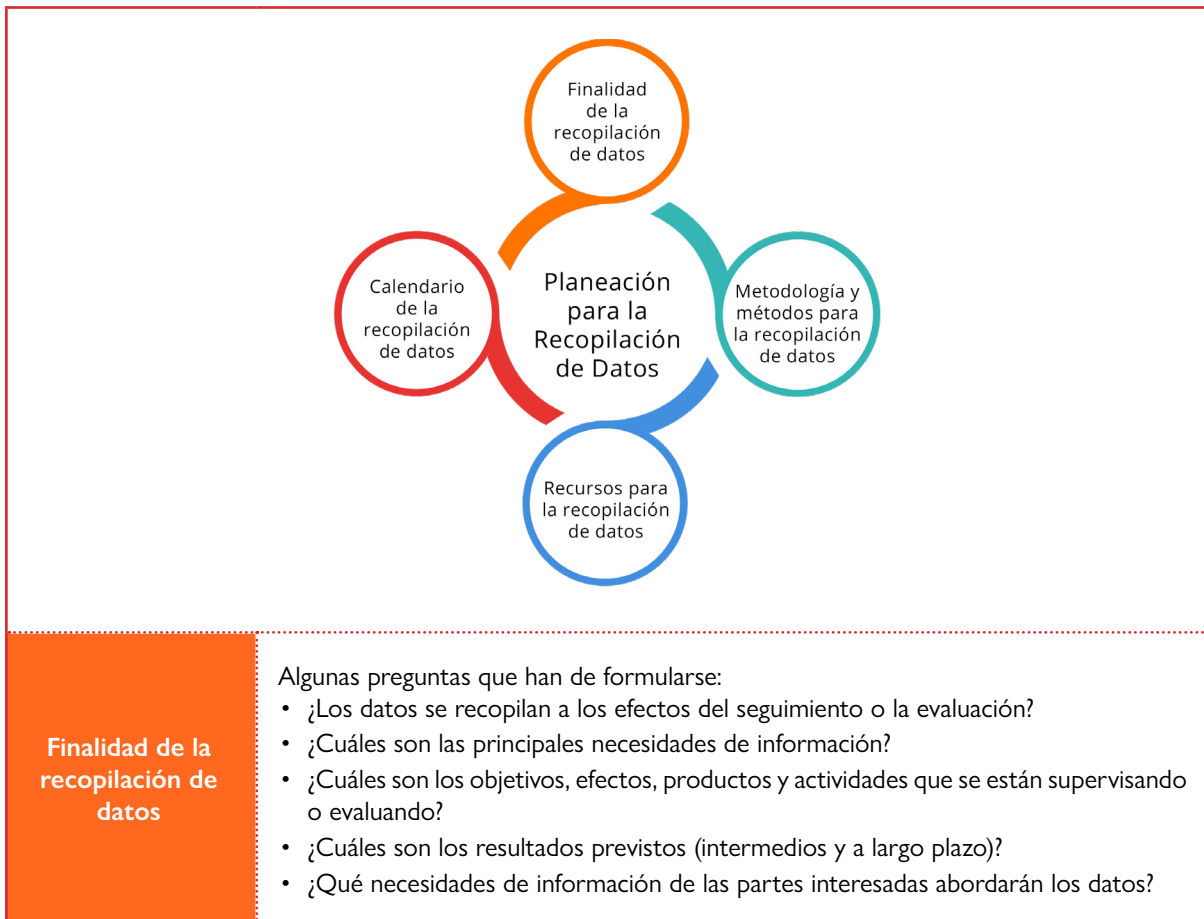 Finalidad
de la
recopilación
de datos
Calendario
de la
recopilación
de datos
Planeación
para la
Recopilación
de Datos
Metodología y
métodos para
la recopilación
de datos
Recursos para
la recopilación
de datos
Finalidad de la
recopilación de
datos
Algunas preguntas que han de formularse:
• ¿Los datos se recopilan a los efectos del seguimiento o la evaluación?
• ¿Cuáles son las principales necesidades de información?
• ¿Cuáles son los objetivos, efectos, productos y actividades que se están supervisando
o evaluando?
• ¿Cuáles son los resultados previstos (intermedios y a largo plazo)?
• ¿Qué necesidades de información de las partes interesadas abordarán los datos?